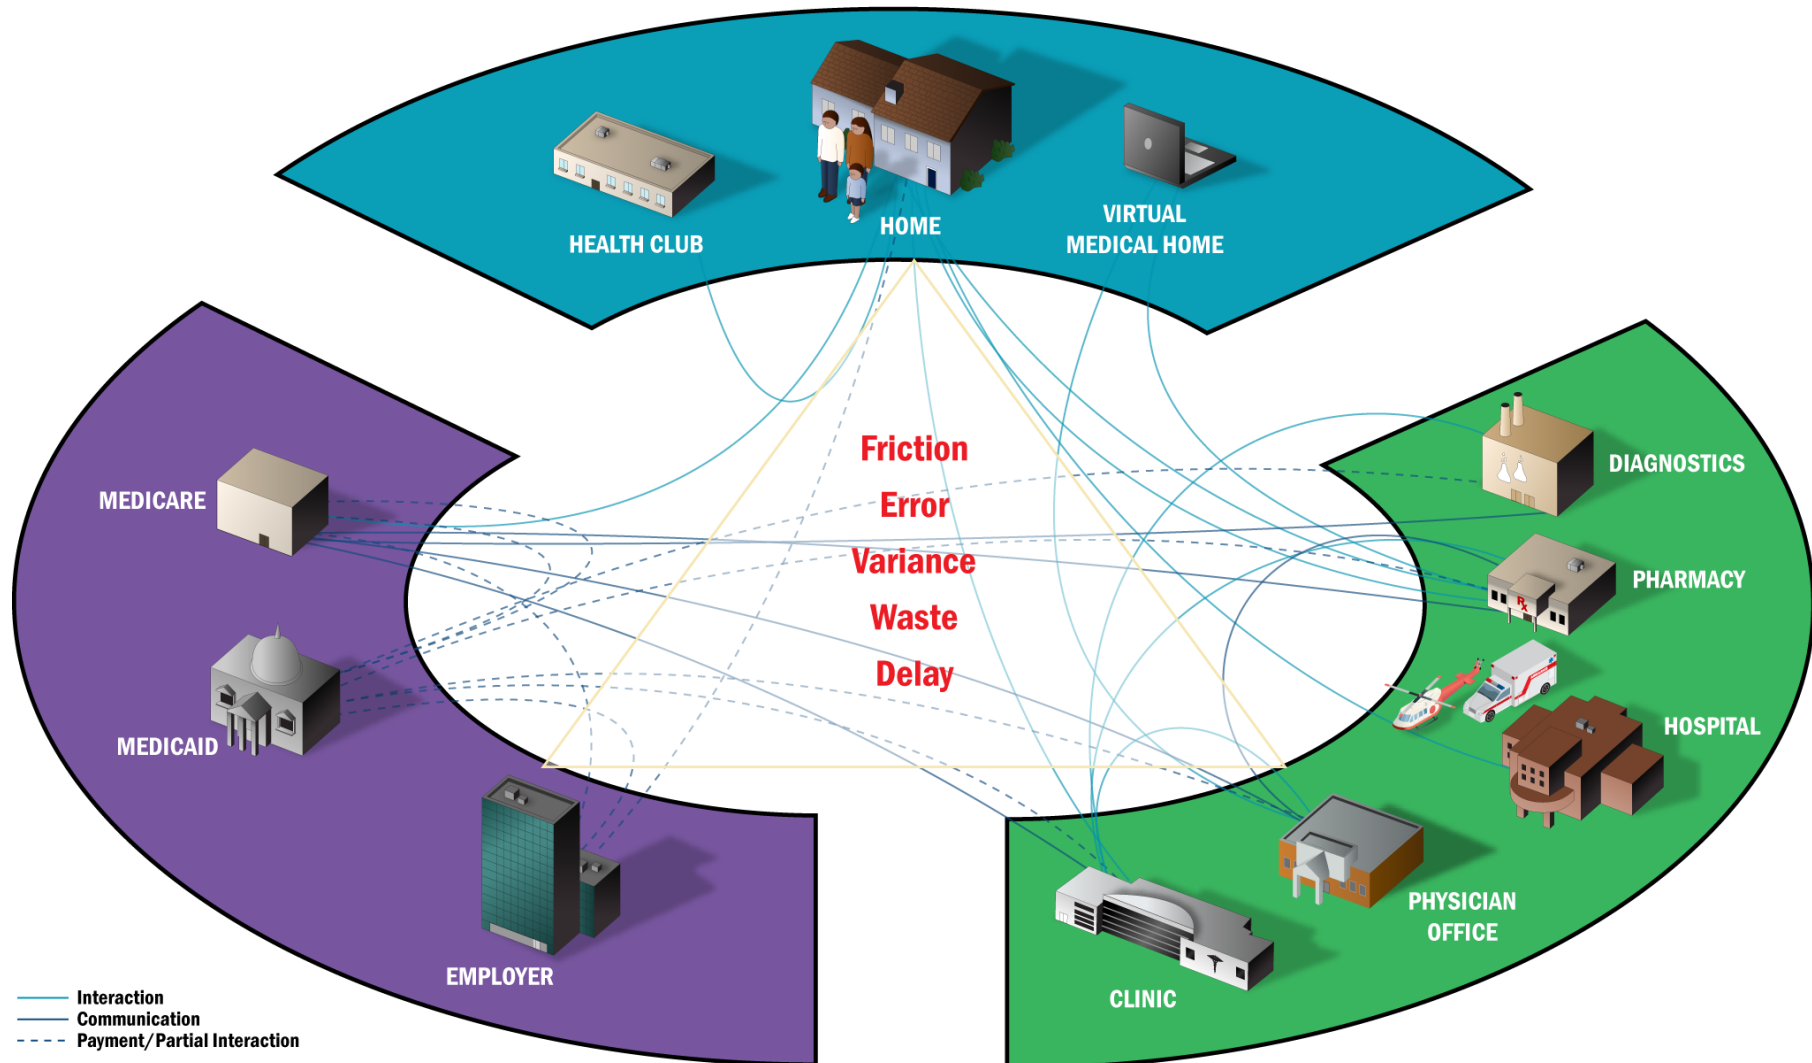 HOME
VIRTUAL
MEDICAL HOME
HEALTH CLUB
Friction
Error
Variance
Waste
Delay
MEDICARE
MEDICAID
EMPLOYER
DIAGNOSTICS
PHARMACY
Rx
HOSPITAL
PHYSICIAN
OFFICE
CLINIC
Interaction
Communication
Payment/Partial Interaction